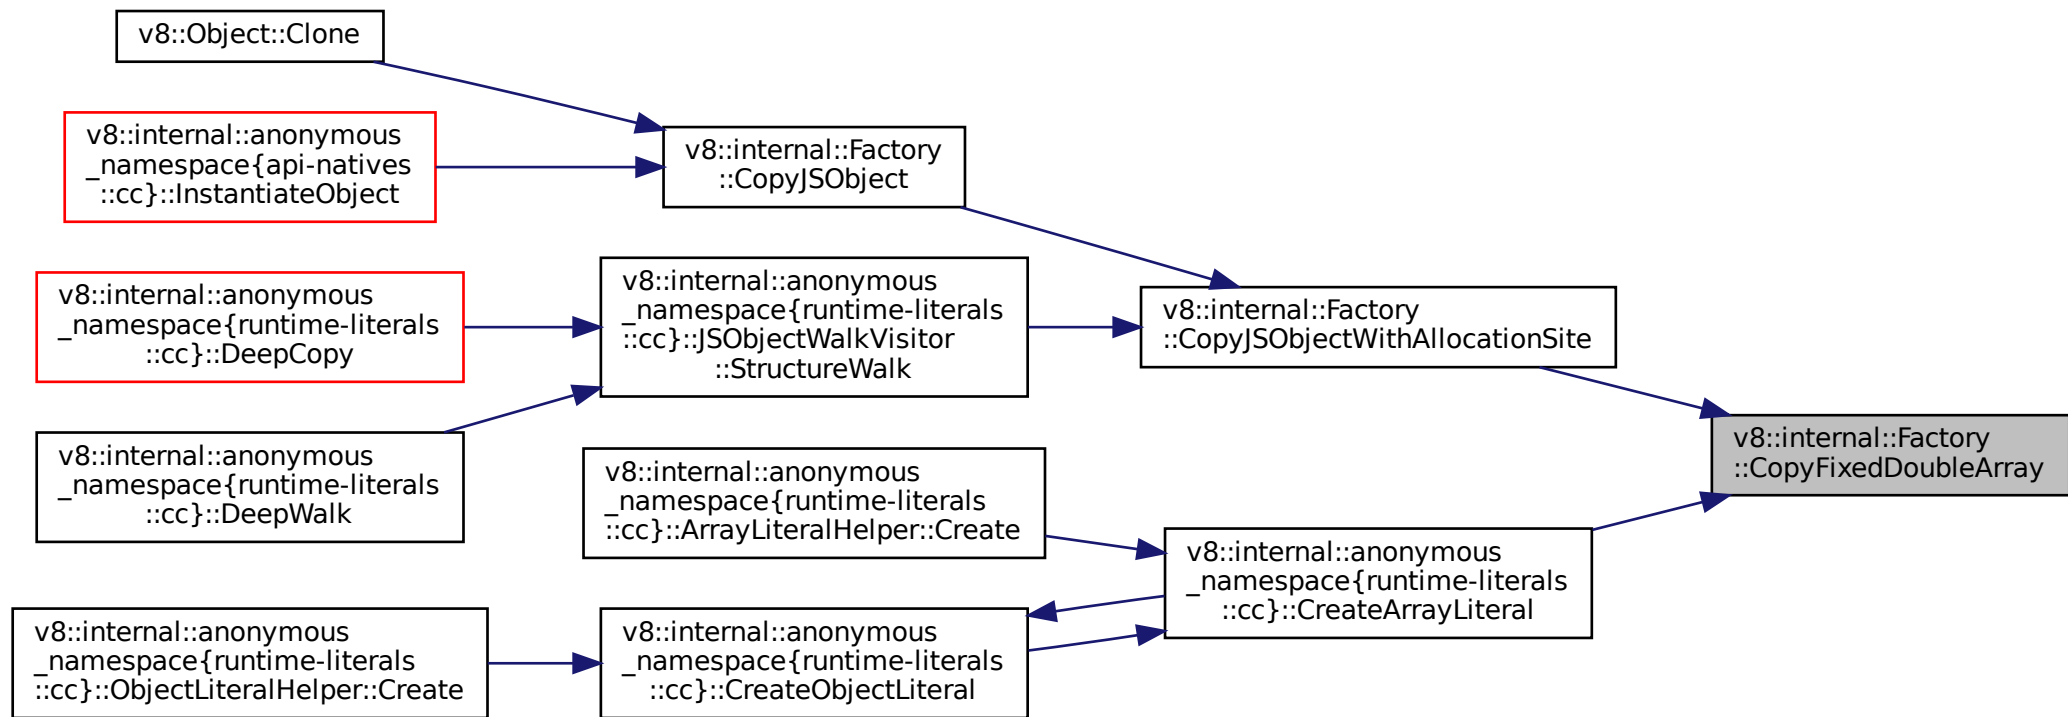 v8::Object::Clone
v8::internal::anonymous
_namespace{api-natives
::cc}::InstantiateObject
v8::internal::Factory
::CopyJSObject
v8::internal::anonymous
_namespace{runtime-literals
::cc}::DeepCopy
v8::internal::anonymous
_namespace{runtime-literals
::cc}::JSObjectWalkVisitor
::StructureWalk
v8::internal::Factory
::CopyJSObjectWithAllocationSite
v8::internal::anonymous
_namespace{runtime-literals
::cc}::DeepWalk
v8::internal::anonymous
_namespace{runtime-literals
::cc}::ArrayLiteralHelper::Create
v8::internal::Factory
::CopyFixedDoubleArray
v8::internal::anonymous
_namespace{runtime-literals
::cc}::CreateArrayLiteral
v8::internal::anonymous
_namespace{runtime-literals
::cc}::ObjectLiteralHelper::Create
v8::internal::anonymous
_namespace{runtime-literals
::cc}::CreateObjectLiteral